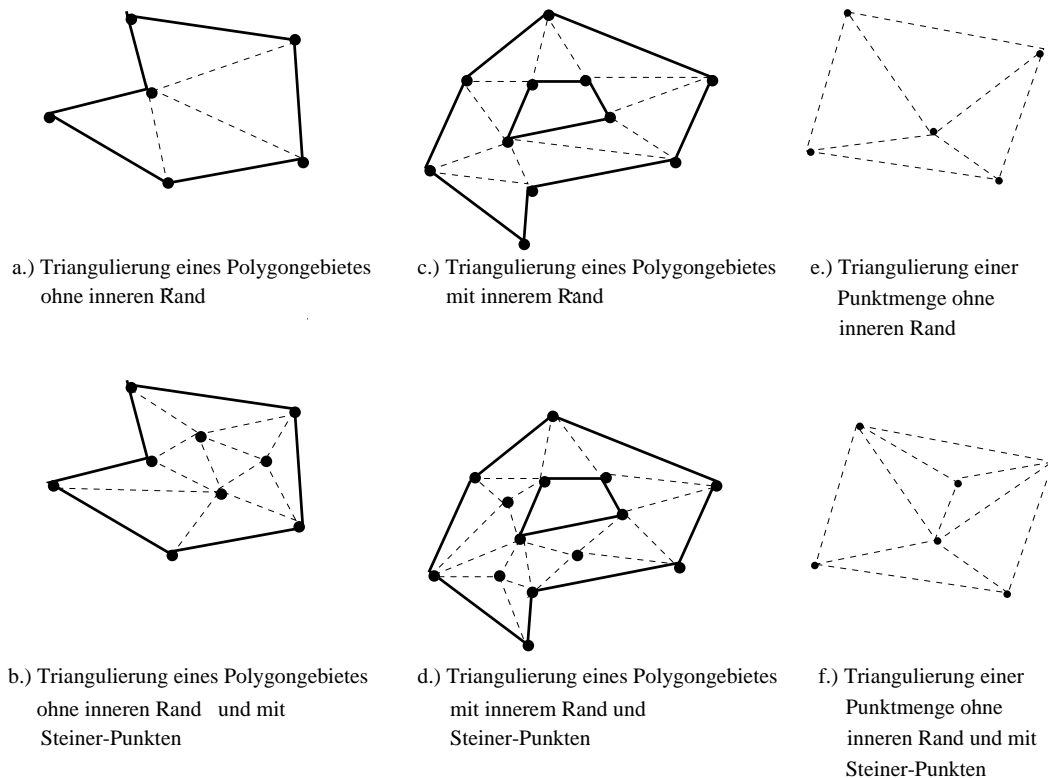 a.) Triangulierung eines Polygongebietes
ohne inneren Rand
c.) Triangulierung eines Polygongebietes
mit innerem Rand
e.) Triangulierung einer
Punktmenge ohne
inneren Rand
b.) Triangulierung eines Polygongebietes
ohne inneren Rand und mit
Steiner-Punkten
d.) Triangulierung eines Polygongebietes
mit innerem Rand und
Steiner-Punkten
f.) Triangulierung einer
Punktmenge ohne
inneren Rand und mit
Steiner-Punkten